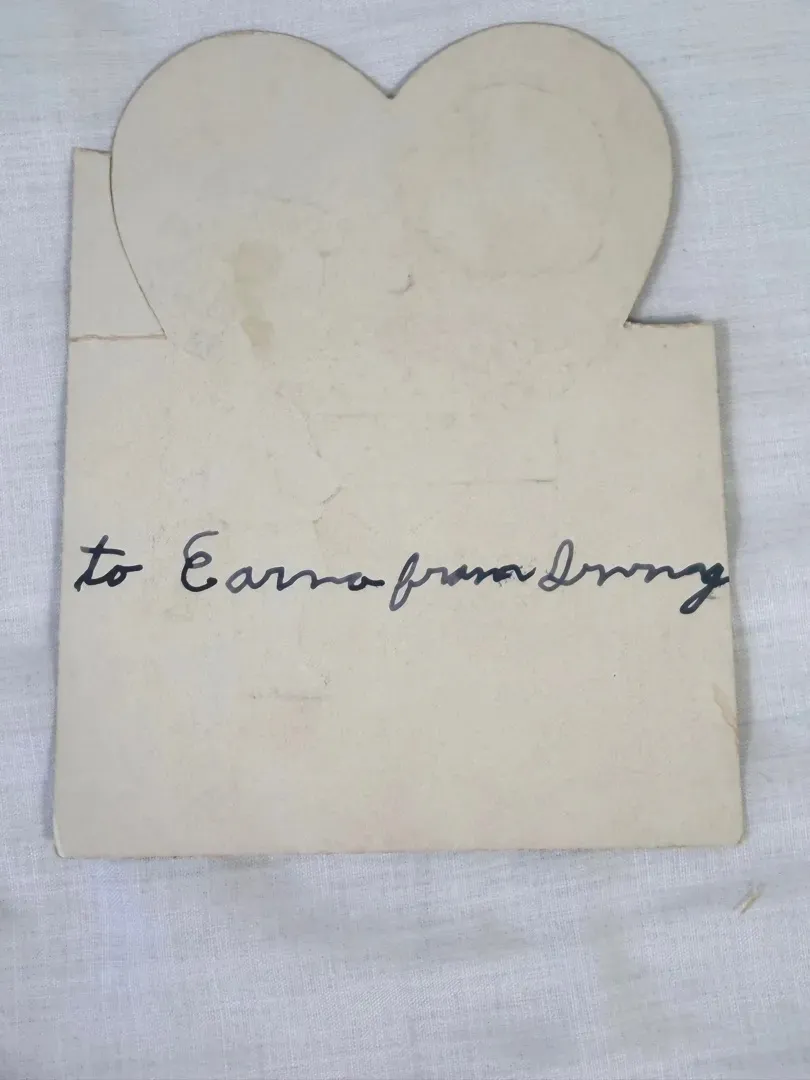 to Earna from Irving